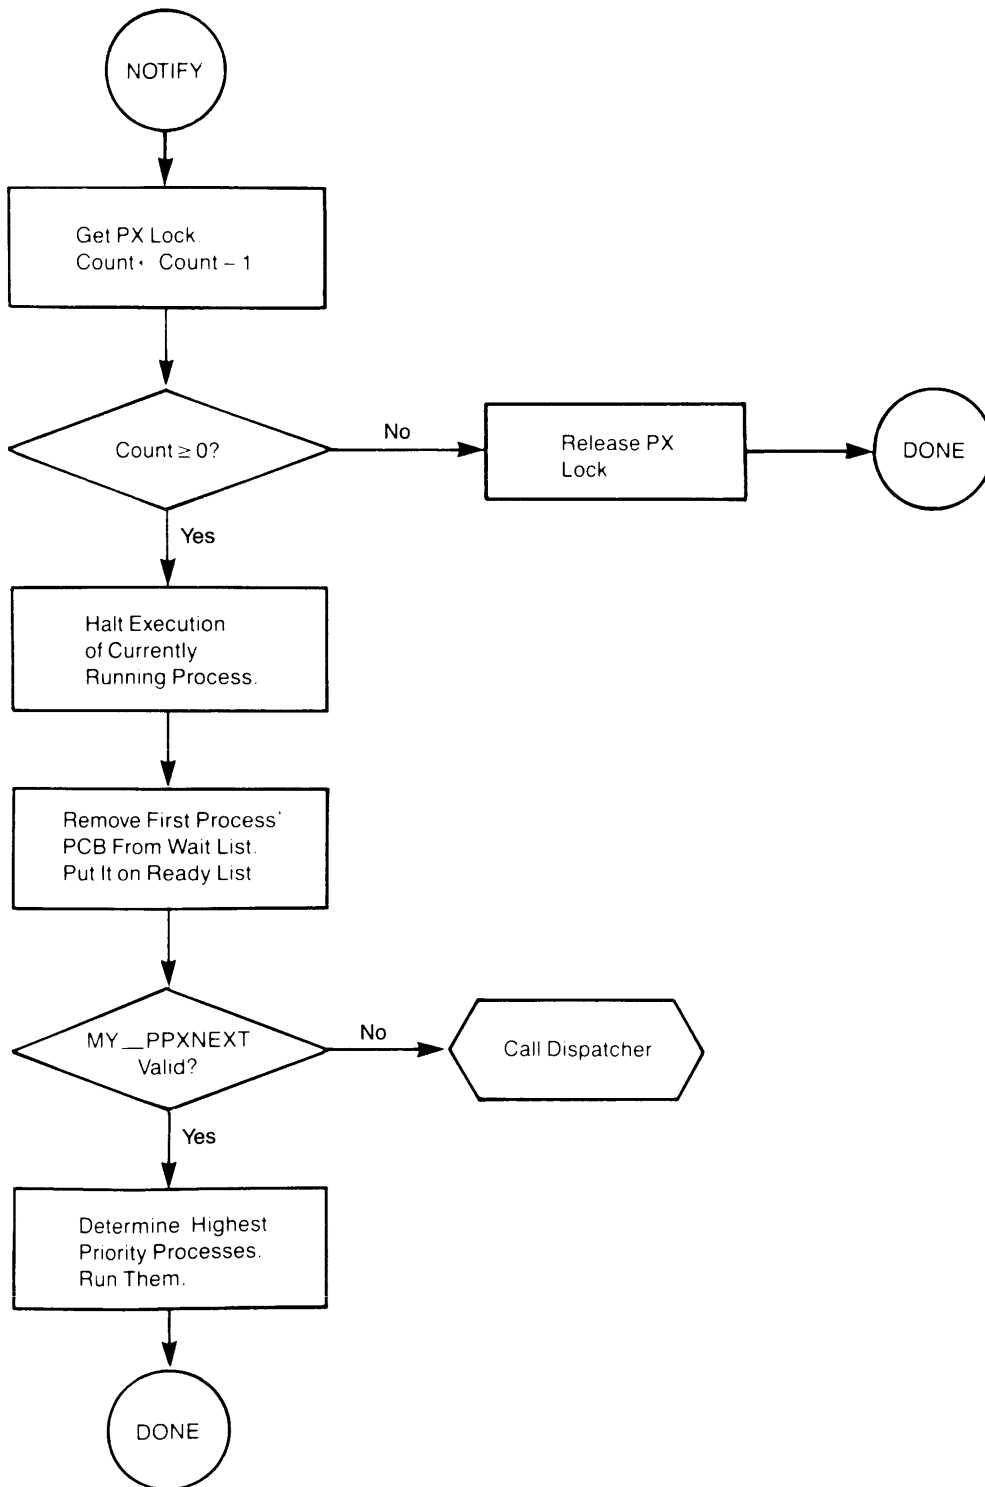 NOTIFY
Get PX Lock.
Count← Count − 1
Count ≥ 0?
No
Release PX
Lock
DONE
Yes
Halt Execution
of Currently
Running Process.
Remove First Process'
PCB From Wait List.
Put It on Ready List
MY__PPXNEXT
Valid?
No
Call Dispatcher
Yes
Determine Highest
Priority Processes.
Run Them.
DONE